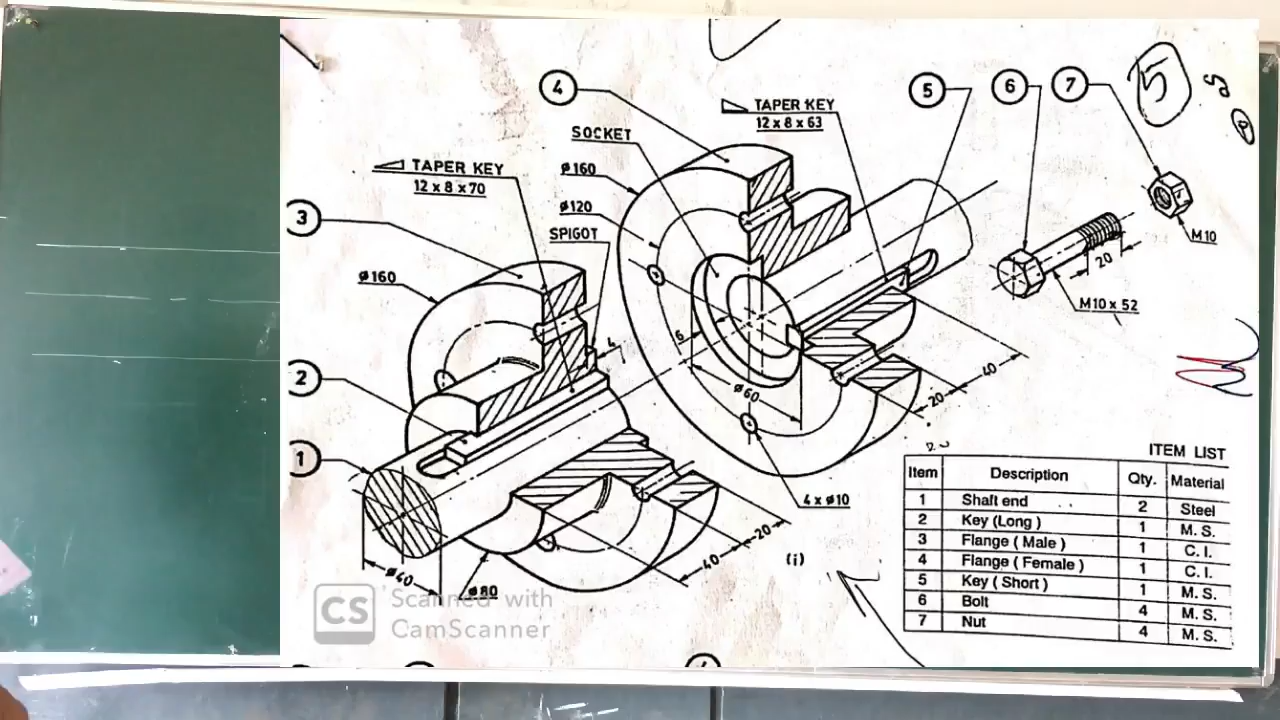 4
5
6
7
5
TAPER KEY
12 x 8 x 63
SOCKET
TAPER KEY
12 x 8 x 70
ø160
3
ø120
SPIGOT
ø160
M10
20
M10 x 52
4
6
2
40
ø60
20
1
4 x ø10
20
40
(i)
ø40
ø80
CS Scanned with
CamScanner
ITEM LIST
Item Description Qty. Material
1 Shaft end 2 Steel
2 Key (Long) 1 M. S.
3 Flange (Male) 1 C. I.
4 Flange (Female) 1 C. I.
5 Key (Short) 1 M. S.
6 Bolt 4 M. S.
7 Nut 4 M. S.